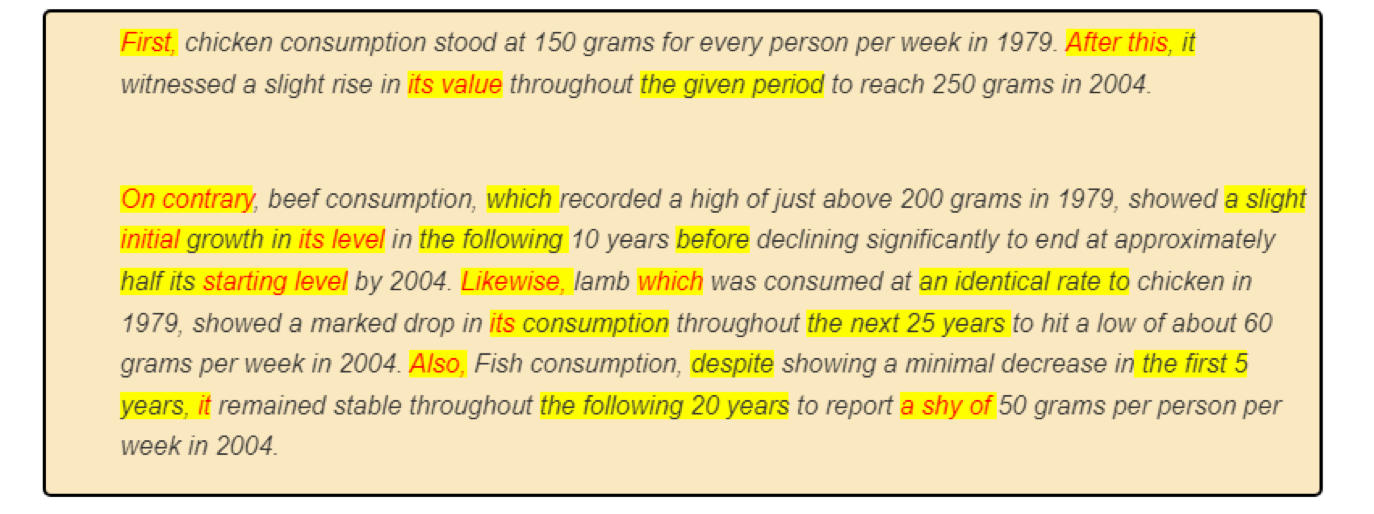 First, chicken consumption stood at 150 grams for every person per week in 1979. After this, it
witnessed a slight rise in its value throughout the given period to reach 250 grams in 2004.
On contrary, beef consumption, which recorded a high of just above 200 grams in 1979, showed a slight
initial growth in its level in the following 10 years before declining significantly to end at approximately
half its starting level by 2004. Likewise, lamb which was consumed at an identical rate to chicken in
1979, showed a marked drop in its consumption throughout the next 25 years to hit a low of about 60
grams per week in 2004. Also, Fish consumption, despite showing a minimal decrease in the first 5
years, it remained stable throughout the following 20 years to report a shy of 50 grams per person per
week in 2004.